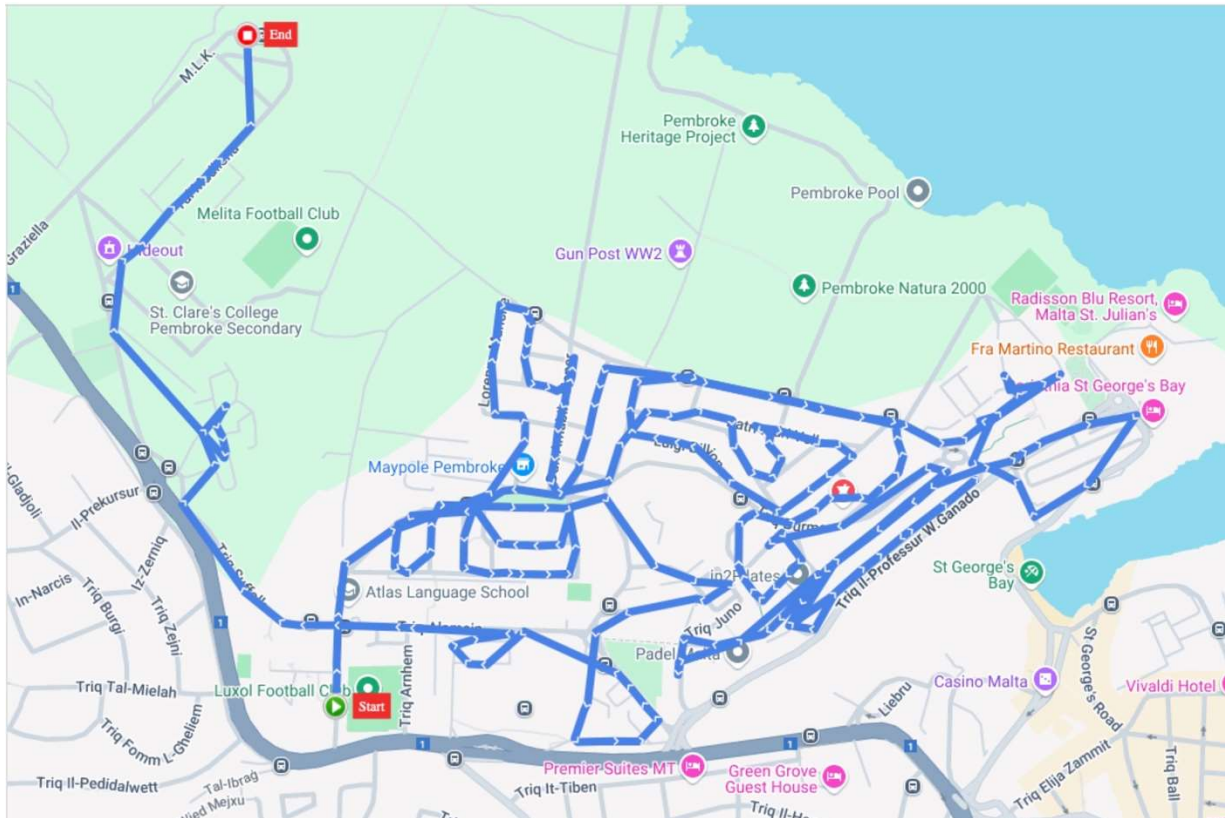 End
M.L.K.
Pembroke
Heritage Project
Pembroke Pool
Melita Football Club
Graziella
Hideout
Gun Post WW2
St. Clare's College
Pembroke Secondary
Pembroke Natura 2000
Radisson Blu Resort,
Malta St. Julian's
Fra Martino Restaurant
St George's Bay
1
Maypole Pembroke
Il-Prekursur
Iz-Zerniq
In-Narcis
Triq Burgi
Triq Zejni
Atlas Language School
Triq Juno
Triq Il-Professur W. Ganado
St George's
Bay
1
Triq Tal-Mielah
Luxol Football Club
Start
Triq Arnhem
Casino Malta
St George's Road
Vivaldi Hotel
Liebru
Triq Fomm L-Gheliem
1
1
1
Triq Il-Pedidalwett
Tal-Ibrag
Premier Suites MT
Triq It-Tiben
Green Grove
Guest House
Triq Elija Zammit
Triq Ball